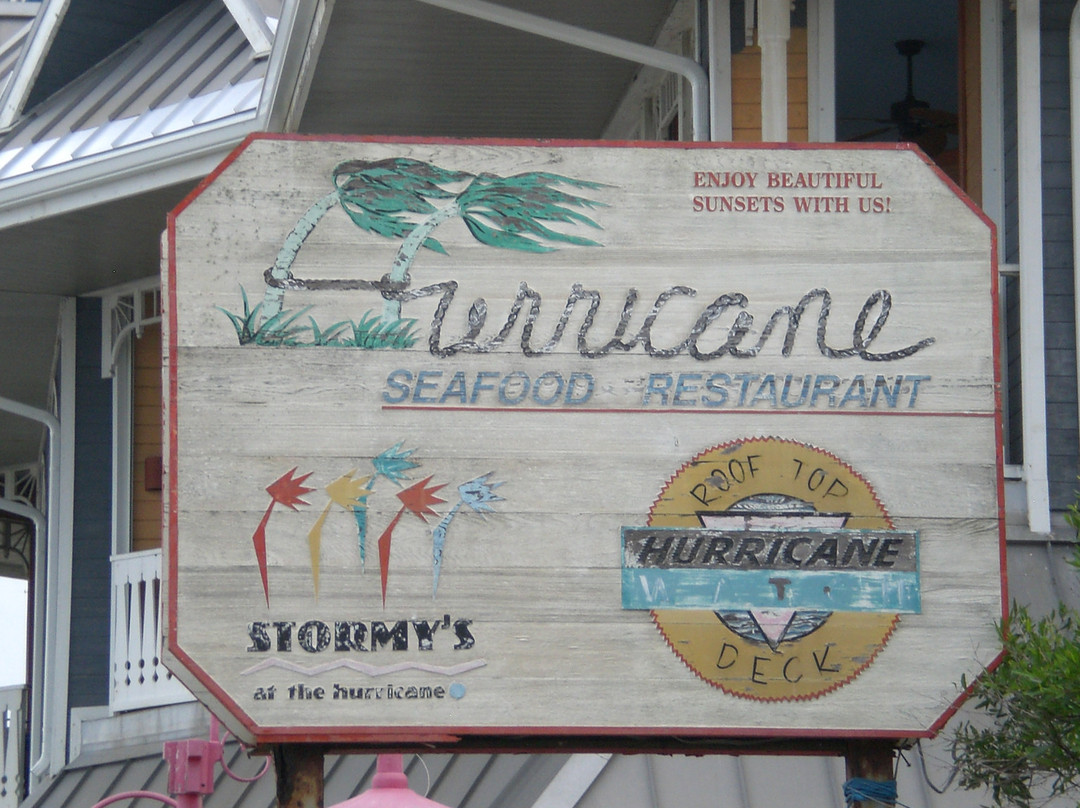 ENJOY BEAUTIFUL
SUNSETS WITH US!
Hurricane
SEAFOOD RESTAURANT
STORMY'S
at the hurricane
ROOF TOP
HURRICANE
DECK